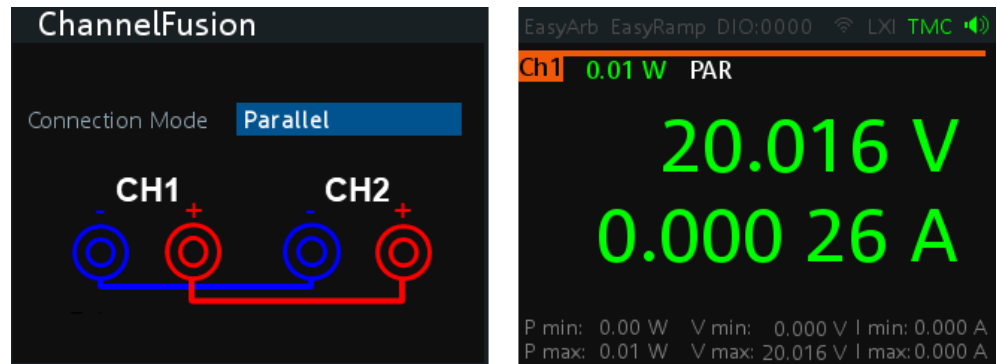 ChannelFusion
Connection Mode Parallel
CH1 CH2
- + - +
EasyArb EasyRamp DIO:0000 LXI TMC
Ch1 0.01 W PAR
20.016 V
0.000 26 A
P min: 0.00 W V min: 0.000 V I min: 0.000 A
P max: 0.01 W V max: 20.016 V I max: 0.000 A